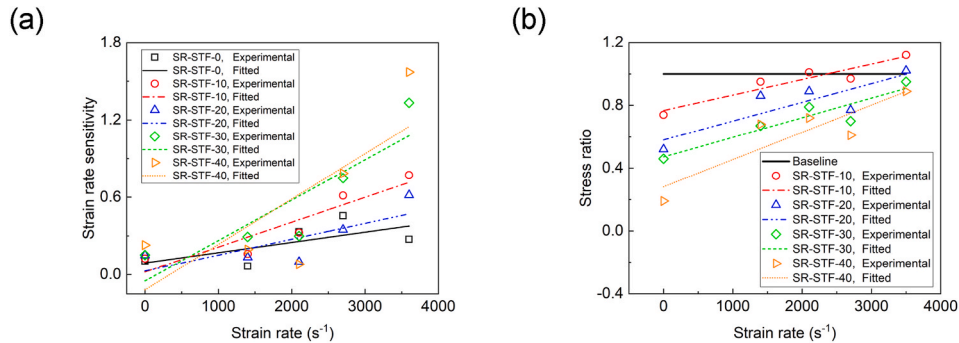 (a)
Strain rate sensitivity
1.8
1.2
0.6
0.0
SR-STF-0, Experimental
SR-STF-0, Fitted
SR-STF-10, Experimental
SR-STF-10, Fitted
SR-STF-20, Experimental
SR-STF-20, Fitted
SR-STF-30, Experimental
SR-STF-30, Fitted
SR-STF-40, Experimental
SR-STF-40, Fitted
0 1000 2000 3000 4000
Strain rate (s⁻¹)
(b)
Stress ratio
1.2
0.8
0.4
0.0
-0.4
Baseline
SR-STF-10, Experimental
SR-STF-10, Fitted
SR-STF-20, Experimental
SR-STF-20, Fitted
SR-STF-30, Experimental
SR-STF-30, Fitted
SR-STF-40, Experimental
SR-STF-40, Fitted
0 1000 2000 3000 4000
Strain rate (s⁻¹)